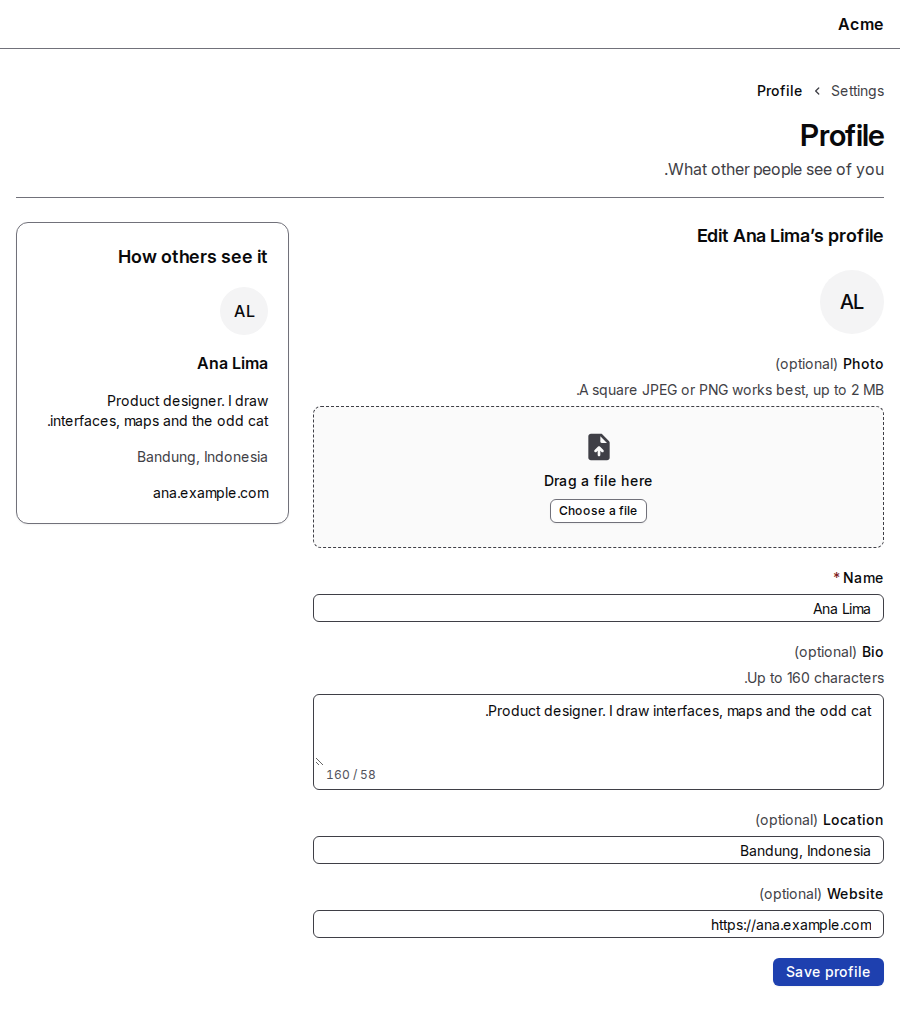 Acme
Settings
Profile
Profile
.What other people see of you
Edit Ana Lima's profile
AL
Photo (optional)
.A square JPEG or PNG works best, up to 2 MB
Drag a file here
Choose a file
Name *
Ana Lima
Bio (optional)
.Up to 160 characters
.Product designer. I draw interfaces, maps and the odd cat
160 / 58
Location (optional)
Bandung, Indonesia
Website (optional)
https://ana.example.com
Save profile
How others see it
AL
Ana Lima
Product designer. I draw
.interfaces, maps and the odd cat
Bandung, Indonesia
ana.example.com